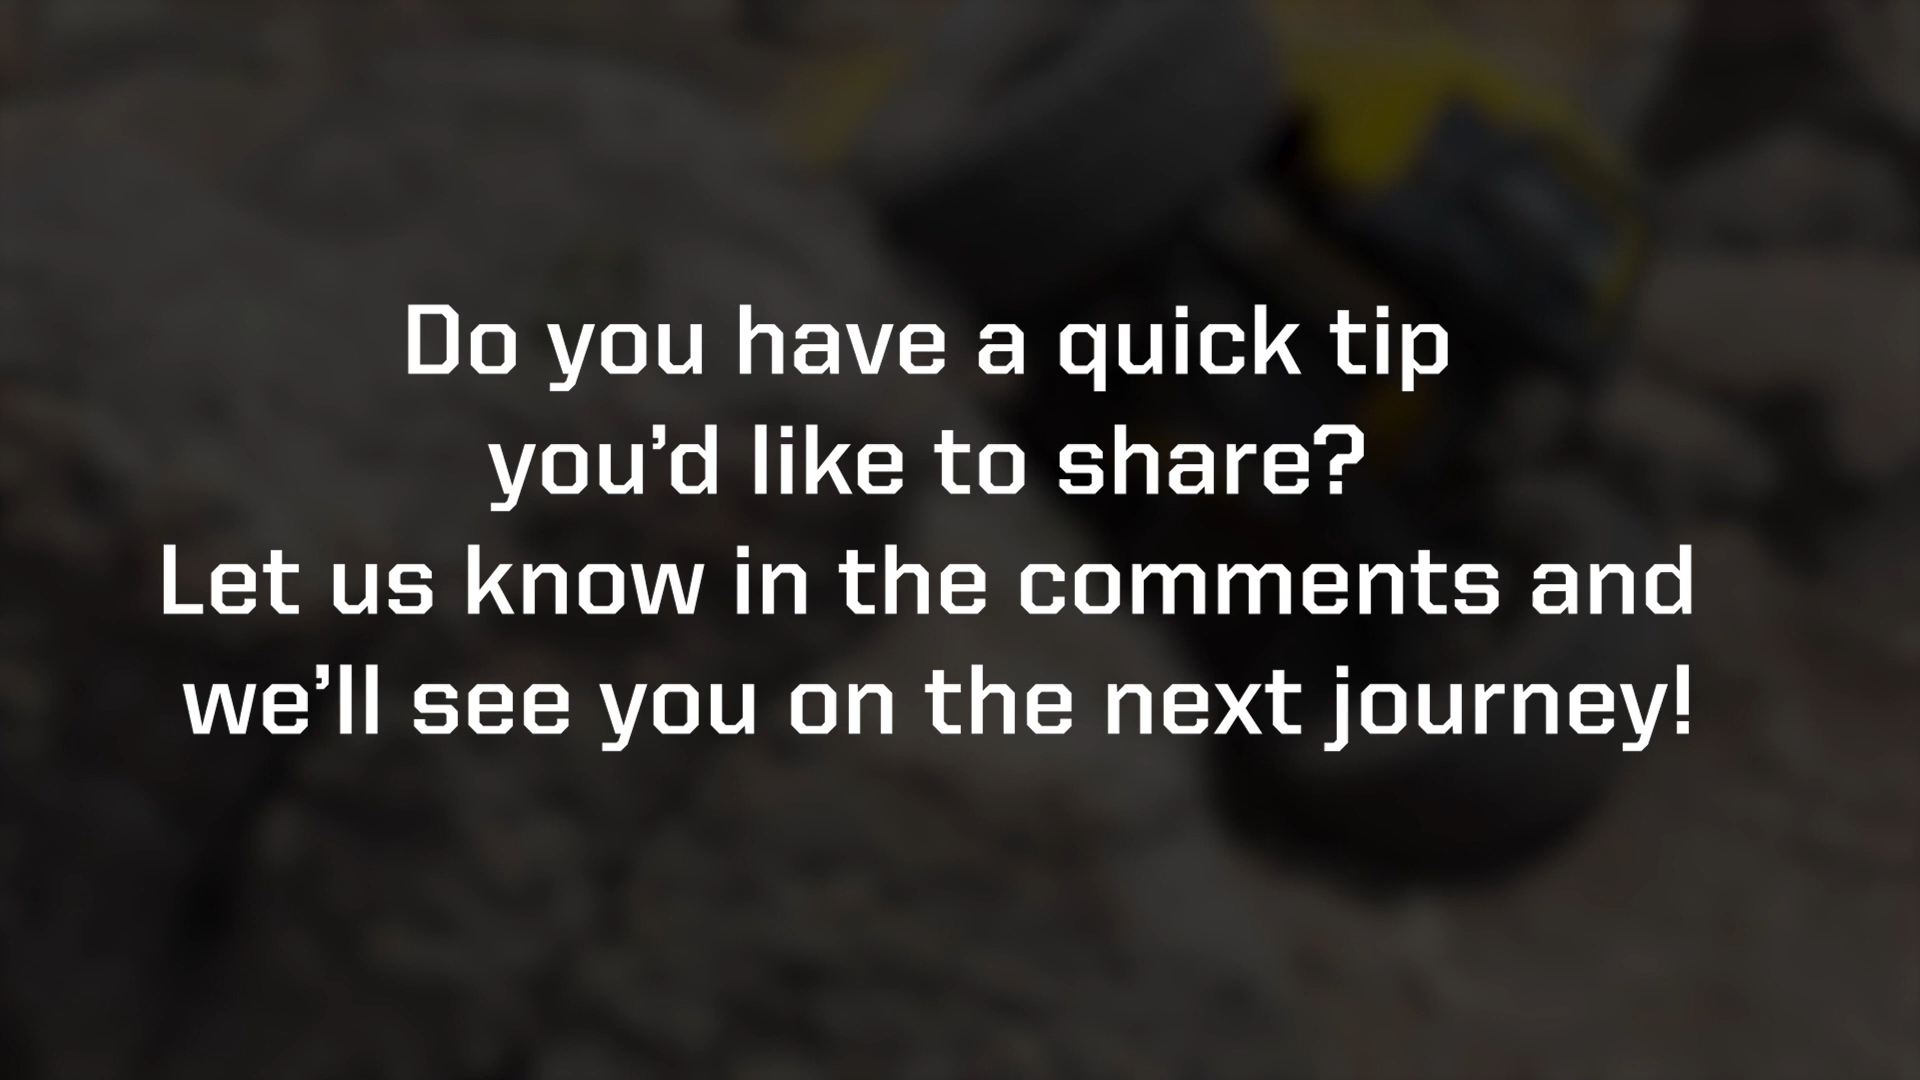 Do you have a quick tip
you’d like to share?
Let us know in the comments and
we’ll see you on the next journey!